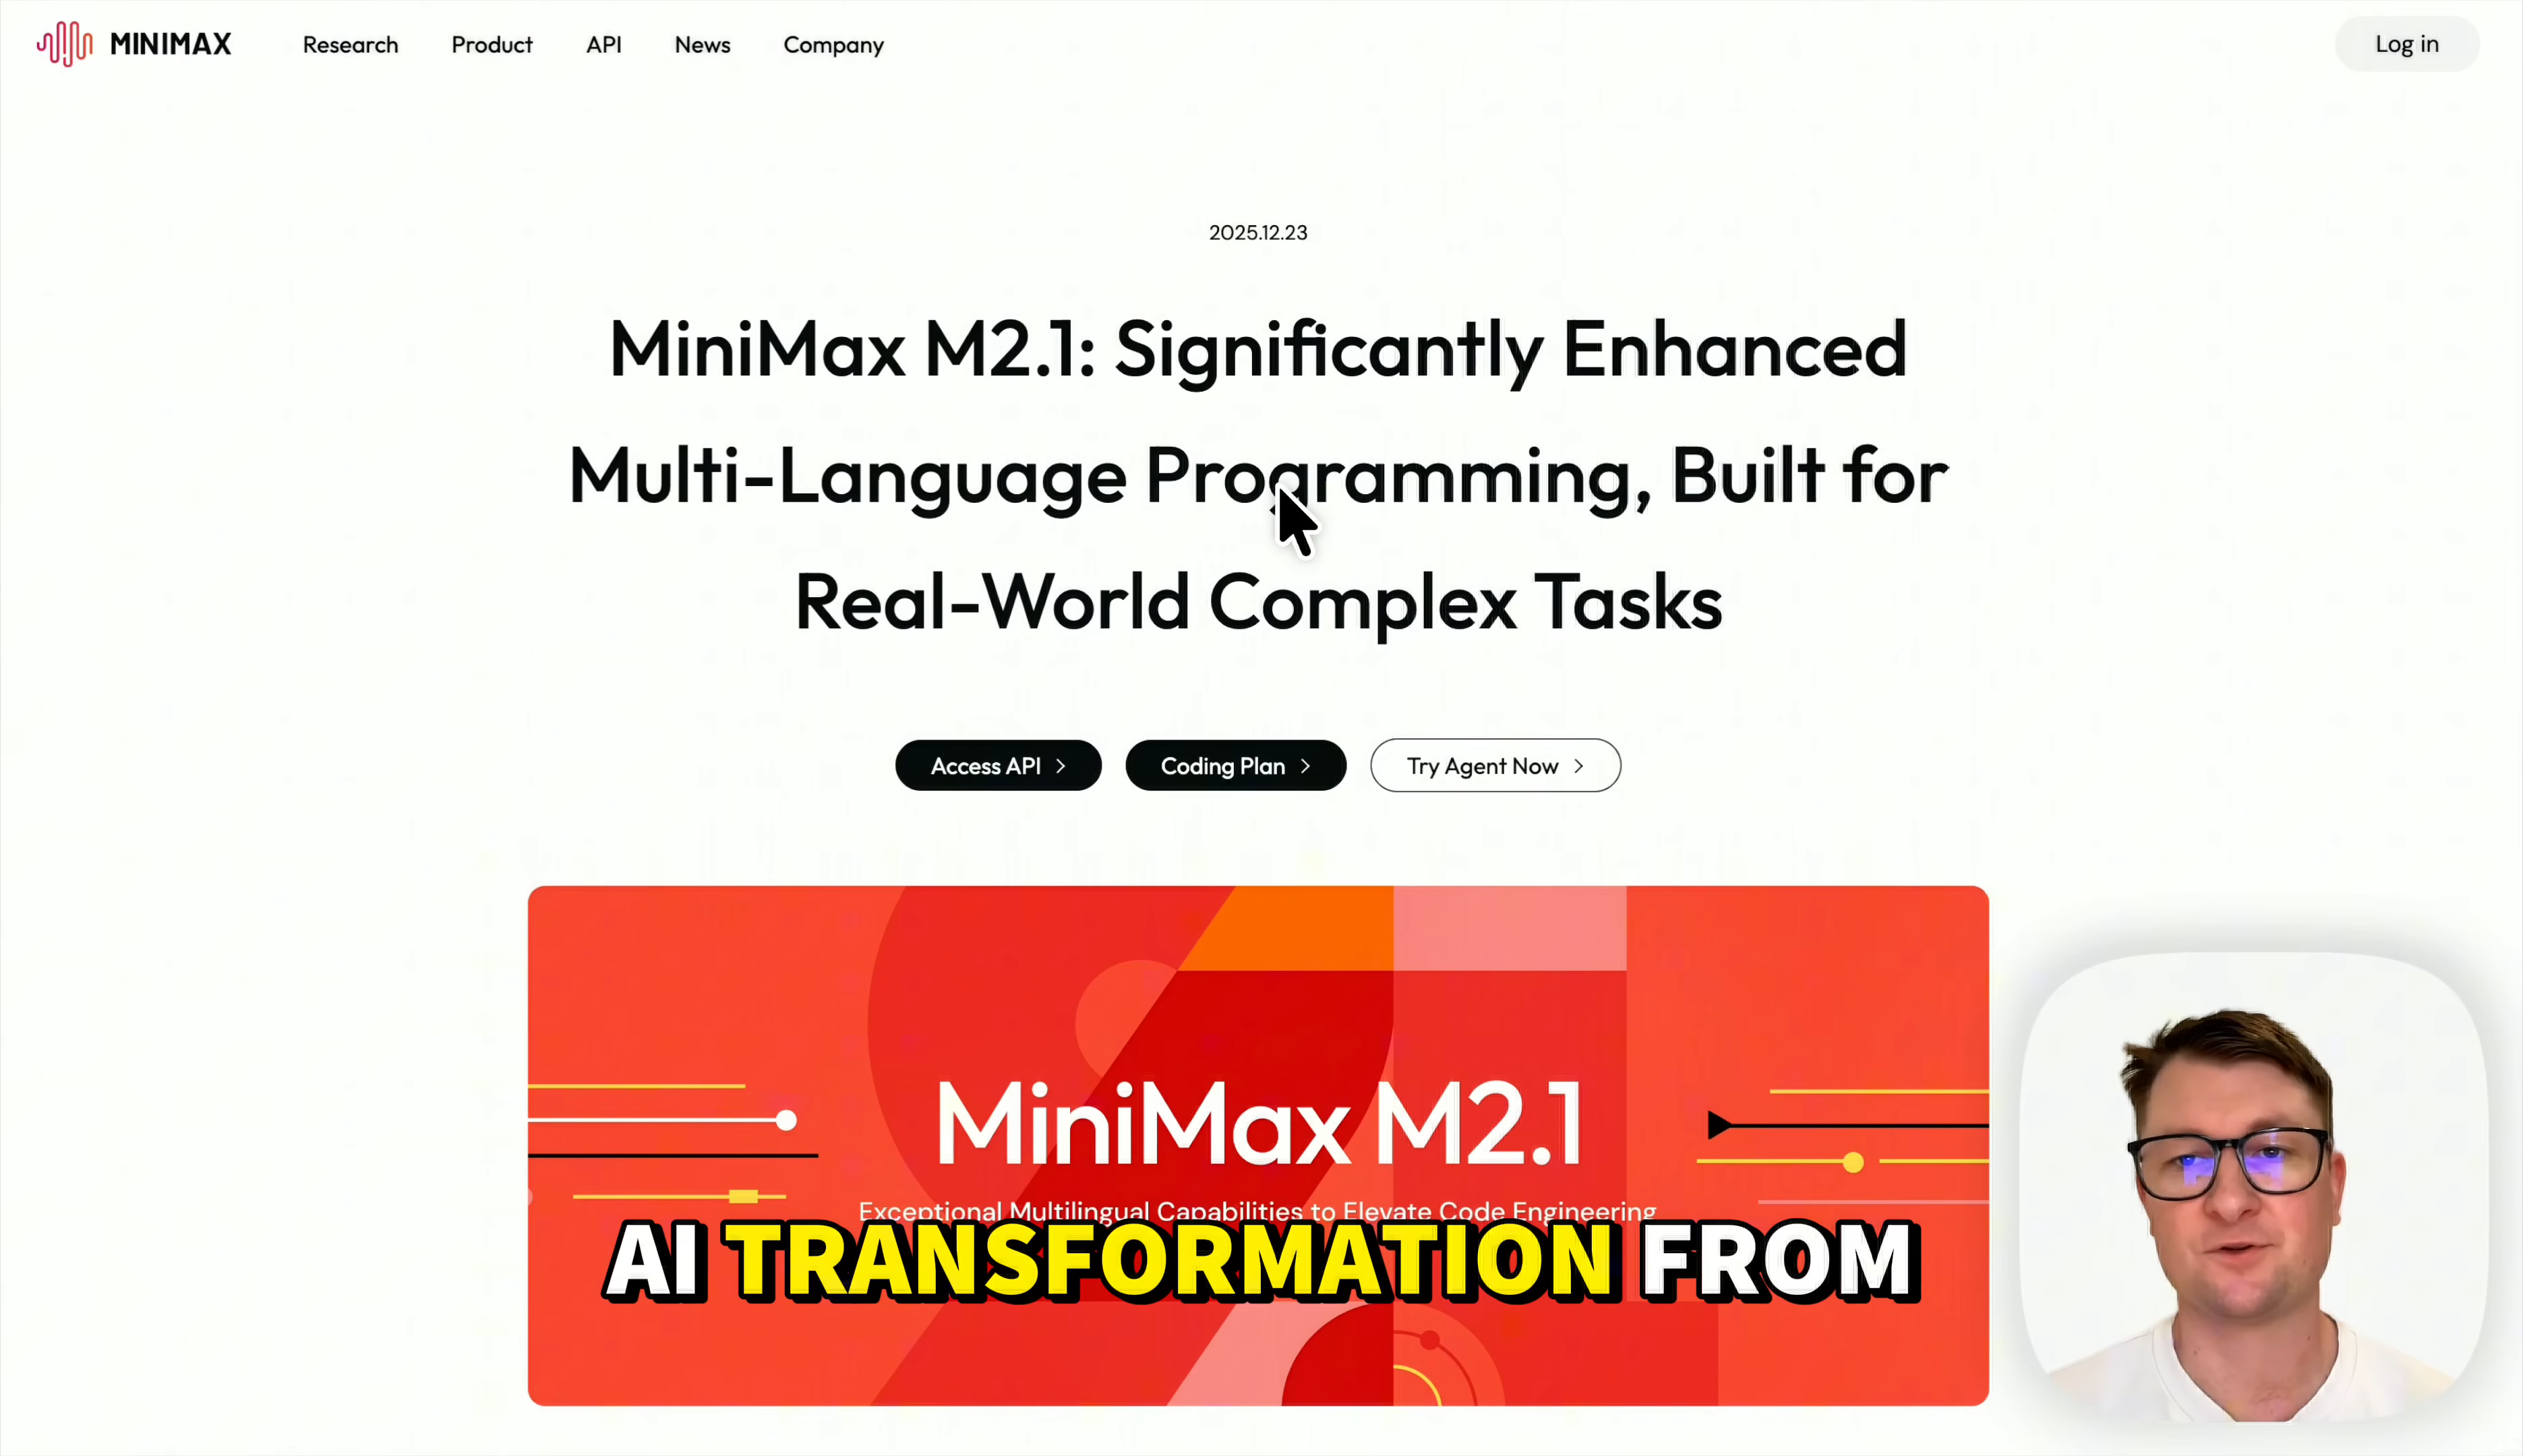 MINIMAX
Research
Product
API
News
Company
Log in
2025.12.23
MiniMax M2.1: Significantly Enhanced
Multi-Language Programming, Built for
Real-World Complex Tasks
Access API
Coding Plan
Try Agent Now
MiniMax M2.1
Exceptional Multilingual Capabilities to Elevate Code Engineering
AI TRANSFORMATION FROM